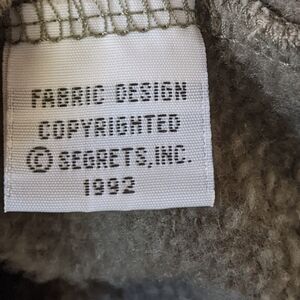 FABRIC DESIGN
COPYRIGHTED
© SEGRETS, INC.
1992